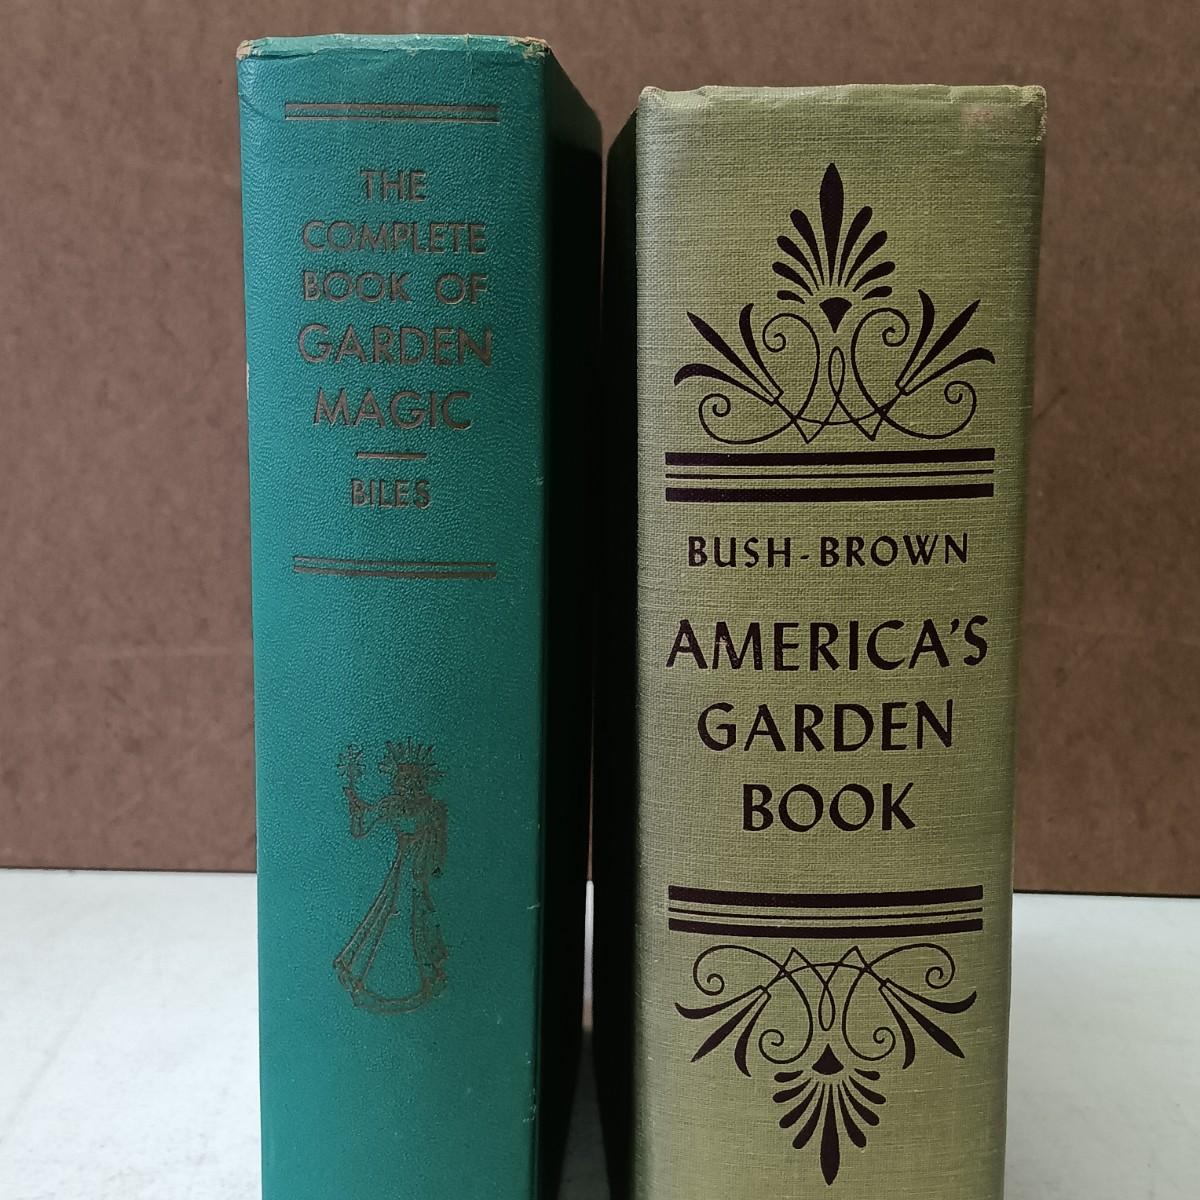 THE
COMPLETE
BOOK OF
GARDEN
MAGIC
BILES
BUSH-BROWN
AMERICA'S
GARDEN
BOOK